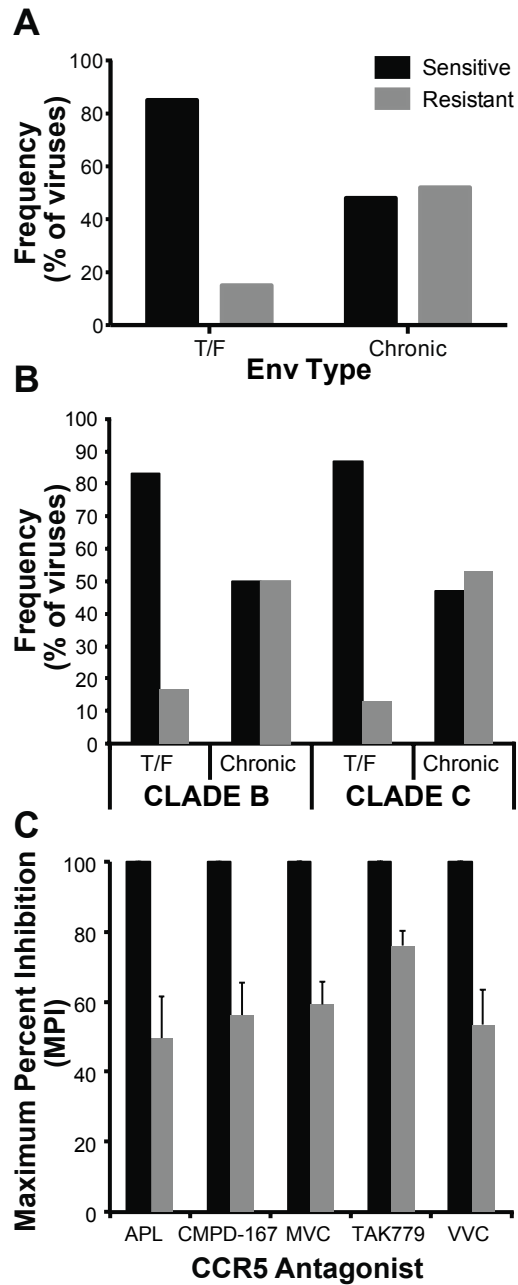 A
Sensitive
Resistant
Frequency
(% of viruses)
100
80
60
40
20
0
T/F
Chronic
Env Type
B
Frequency
(% of viruses)
100
90
80
70
60
50
40
30
20
10
0
T/F
Chronic
T/F
Chronic
CLADE B
CLADE C
C
Maximum Percent Inhibition
(MPI)
100
80
60
40
20
0
APL
CMPD-167
MVC
TAK779
VVC
CCR5 Antagonist